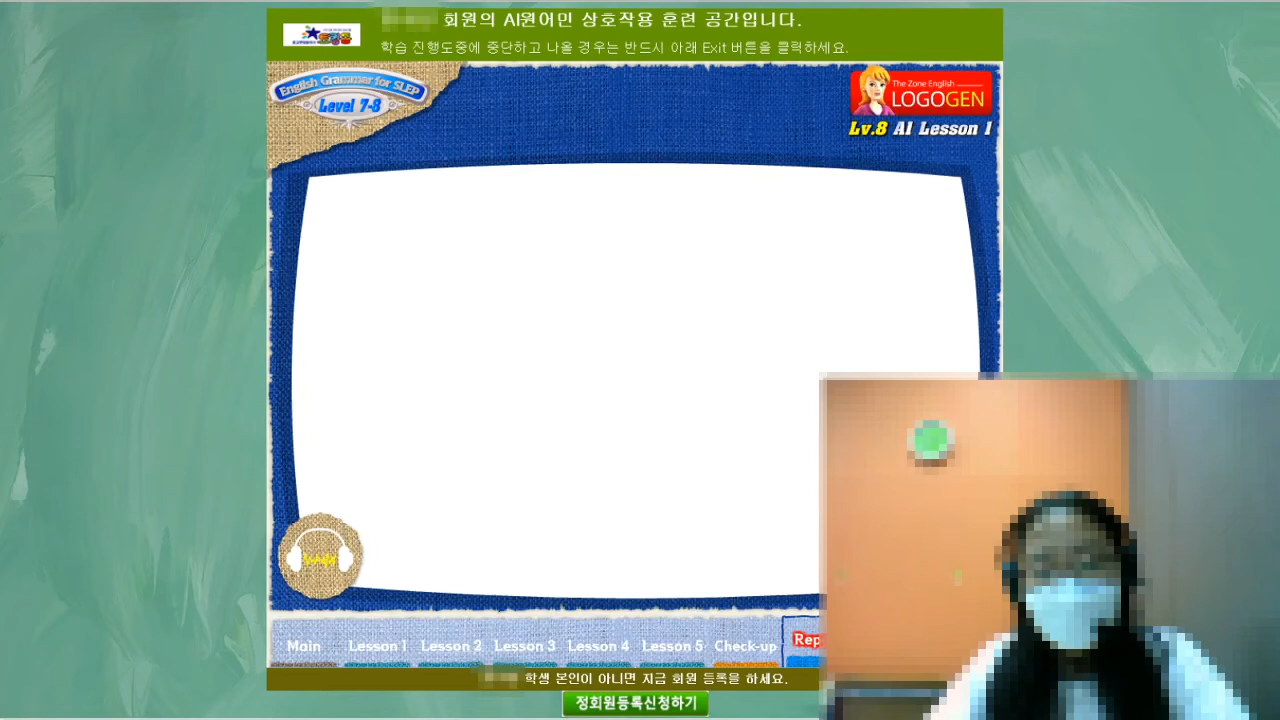 회원의 AI원어민 상호작용 훈련 공간입니다.
학습 진행도중에 중단하고 나올 경우는 반드시 아래 Exit 버튼을 클릭하세요.
English Grammar for SLEP
Level 7-8
The Zone English
LOGOGEN
Lv.8 AI Lesson 1
Main Lesson 1 Lesson 2 Lesson 3 Lesson 4 Lesson 5 Check-up Rep
학생 본인이 아니면 지금 회원 등록을 하세요.
정회원등록신청하기